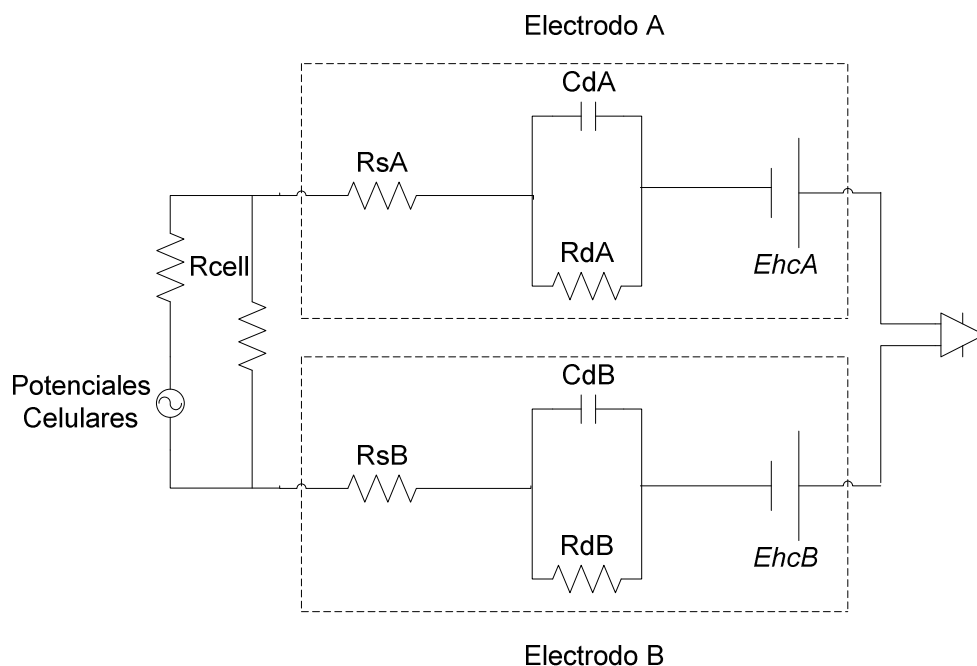 Electrodo A
CdA
RsA
RdA
EhcA
Rcell
Potenciales
Celulares
CdB
RsB
RdB
EhcB
Electrodo B